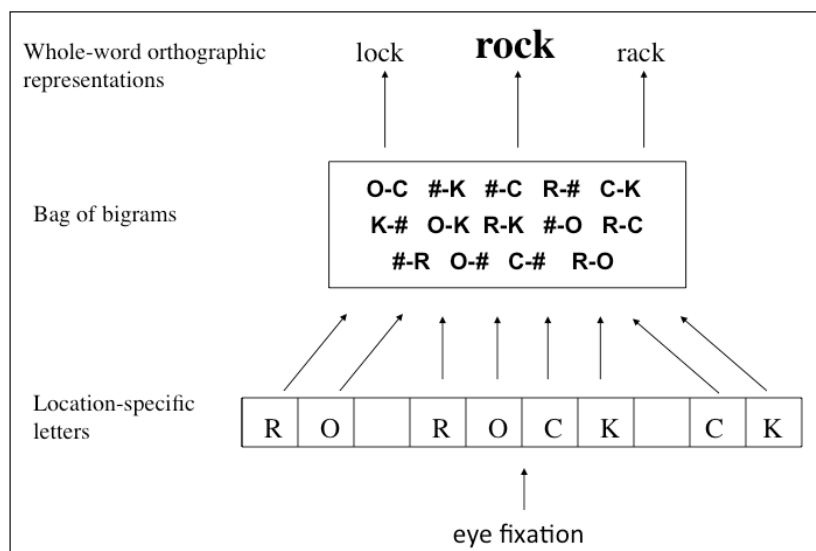 Whole-word orthographic
representations
lock rock rack
Bag of bigrams
O-C #-K #-C R-# C-K
K-# O-K R-K #-O R-C
#-R O-# C-# R-O
Location-specific
letters
R O R O C K C K
eye fixation